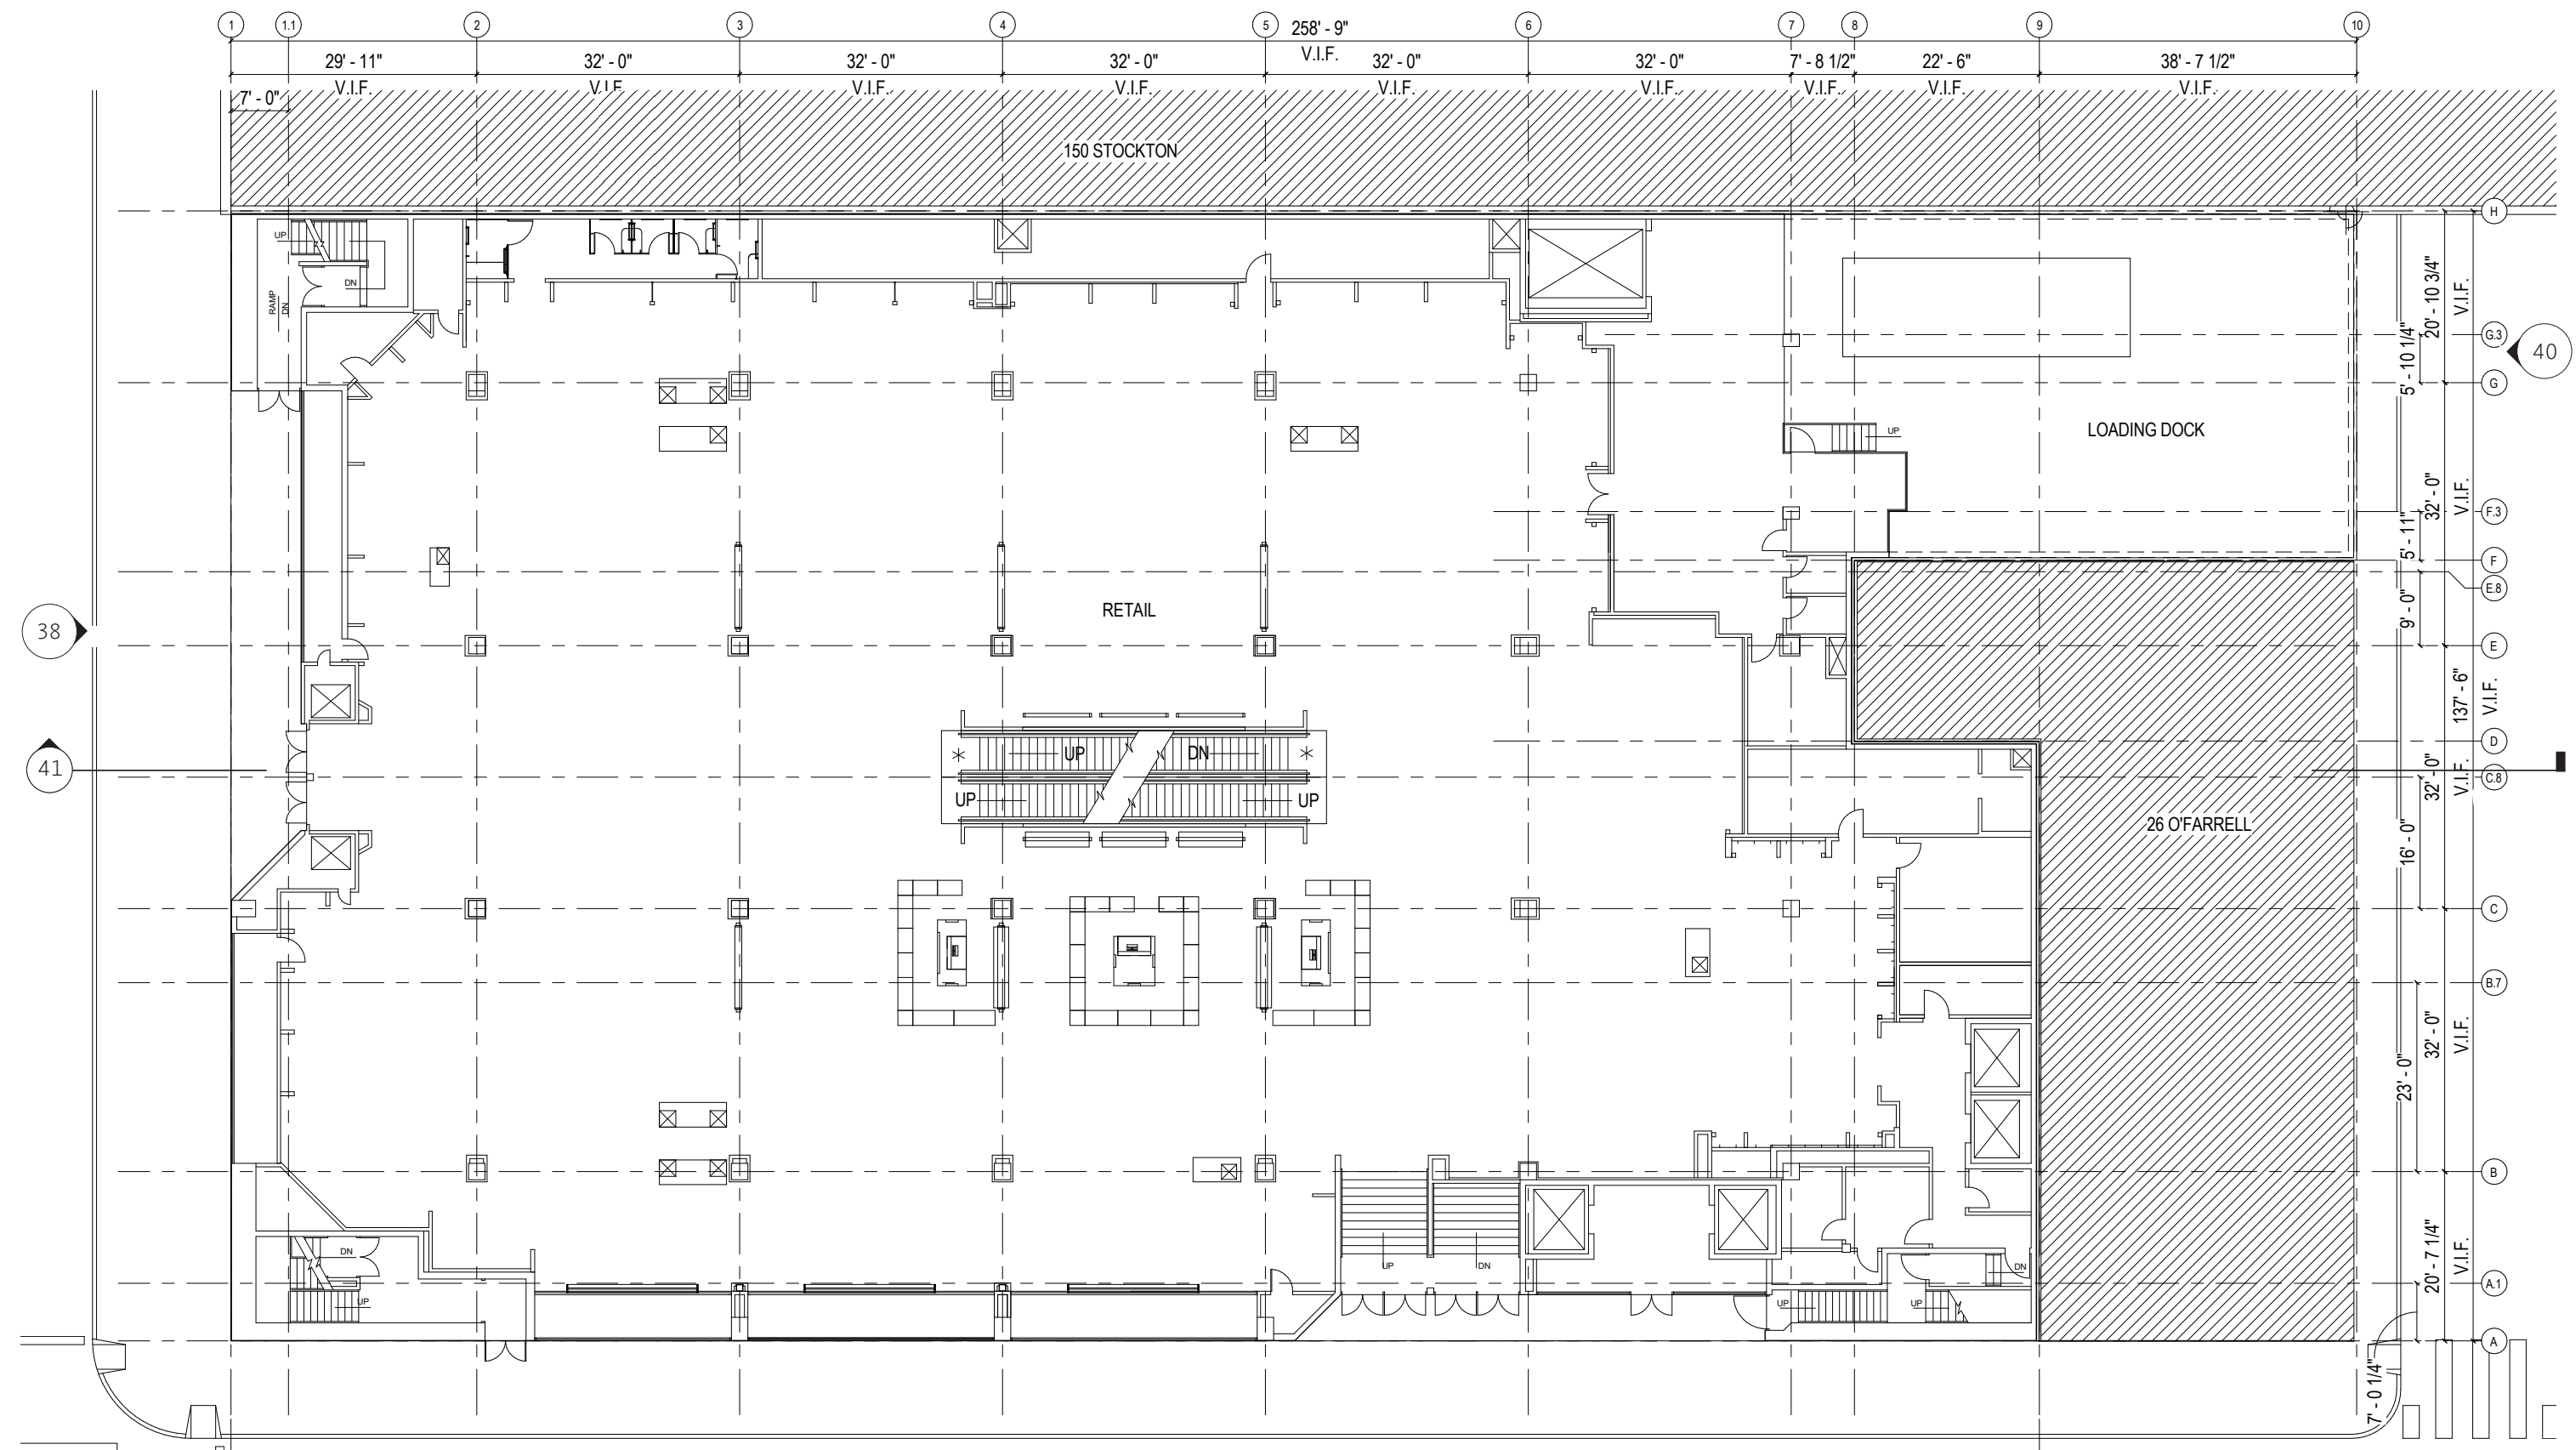 1 1.1 2 3 4 5 6 7 8 9 10
258' - 9"
V.I.F.
29' - 11" 32' - 0" 32' - 0" 32' - 0" 32' - 0" 32' - 0" 7' - 8 1/2" 22' - 6" 38' - 7 1/2"
V.I.F. V.I.F. V.I.F. V.I.F. V.I.F. V.I.F. V.I.F. V.I.F. V.I.F.
7' - 0"
150 STOCKTON
H
UP
DN
RAMP
DN
20' - 10 3/4"
V.I.F.
G.3
40
5' - 10 1/4"
G
UP
LOADING DOCK
32' - 0"
V.I.F.
F.3
5' - 11"
F
E.8
9' - 0"
RETAIL
38
E
137' - 6"
V.I.F.
D
UP DN
41
32' - 0"
V.I.F.
C.8
UP UP
26 O'FARRELL
16' - 0"
C
B.7
32' - 0"
V.I.F.
23' - 0"
B
20' - 7 1/4"
V.I.F.
DN
UP DN
DN
A.1
UP
UP UP
A
7' - 0 1/4"